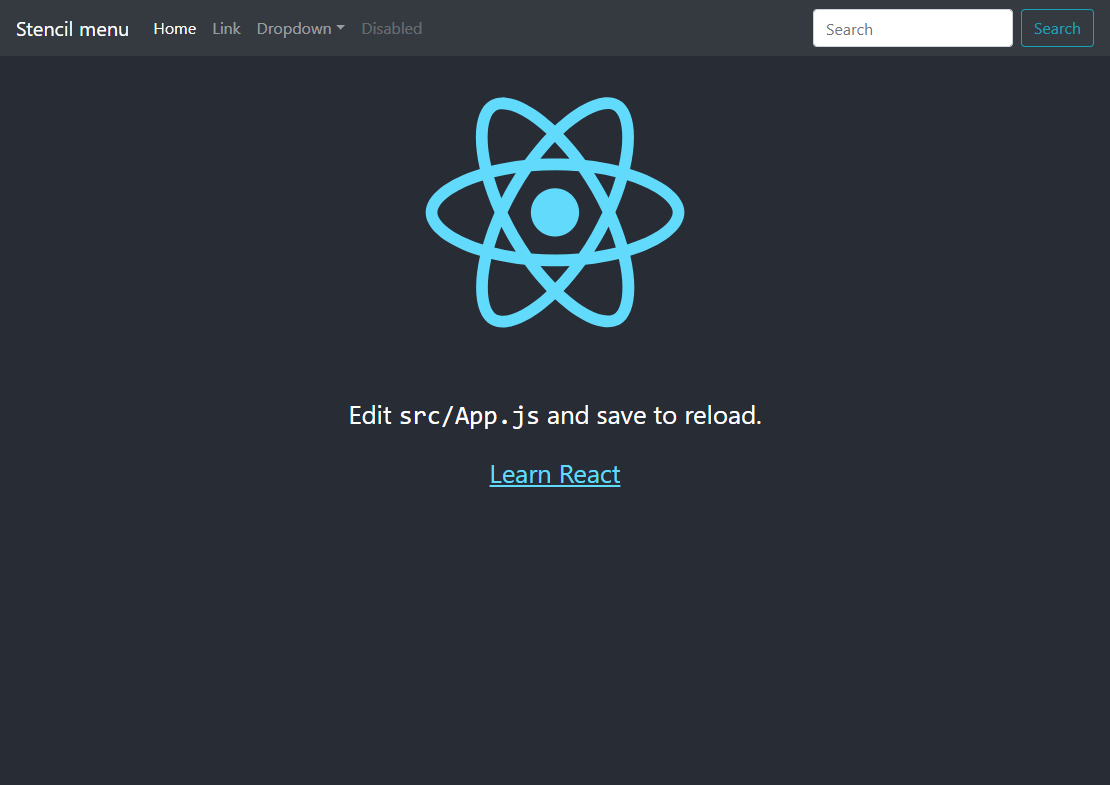 Stencil menu Home Link Dropdown Disabled Search Search
Edit src/App.js and save to reload.
Learn React